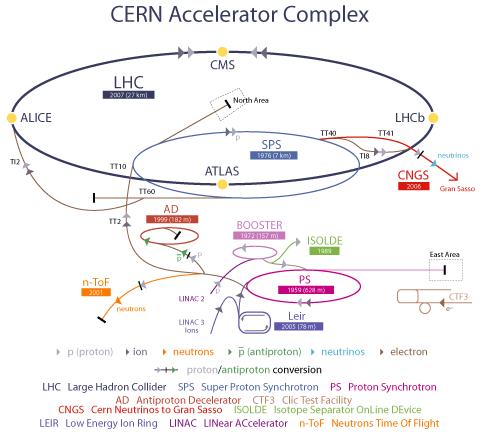 CERN Accelerator Complex
CMS
LHC
2007 (27 km)
North Area
ALICE
LHCb
TT40
TT41
SPS
1976 (7 km)
TI8
TI2
TT10
ATLAS
neutrinos
CNGS
2006
Gran Sasso
TT60
AD
1999 (182 m)
TT2
BOOSTER
1972 (157 m)
ISOLDE
1989
p
p
East Area
n-ToF
2001
PS
1959 (628 m)
LINAC 2
neutrons
CTF3
e-
LINAC 3
Ions
Leir
2005 (78 m)
p (proton) ion neutrons p̄ (antiproton) neutrinos electron
proton/antiproton conversion
LHC Large Hadron Collider SPS Super Proton Synchrotron PS Proton Synchrotron
AD Antiproton Decelerator CTF3 Clic Test Facility
CNGS Cern Neutrinos to Gran Sasso ISOLDE Isotope Separator OnLine DEvice
LEIR Low Energy Ion Ring LINAC LINear ACcelerator n-ToF Neutrons Time Of Flight